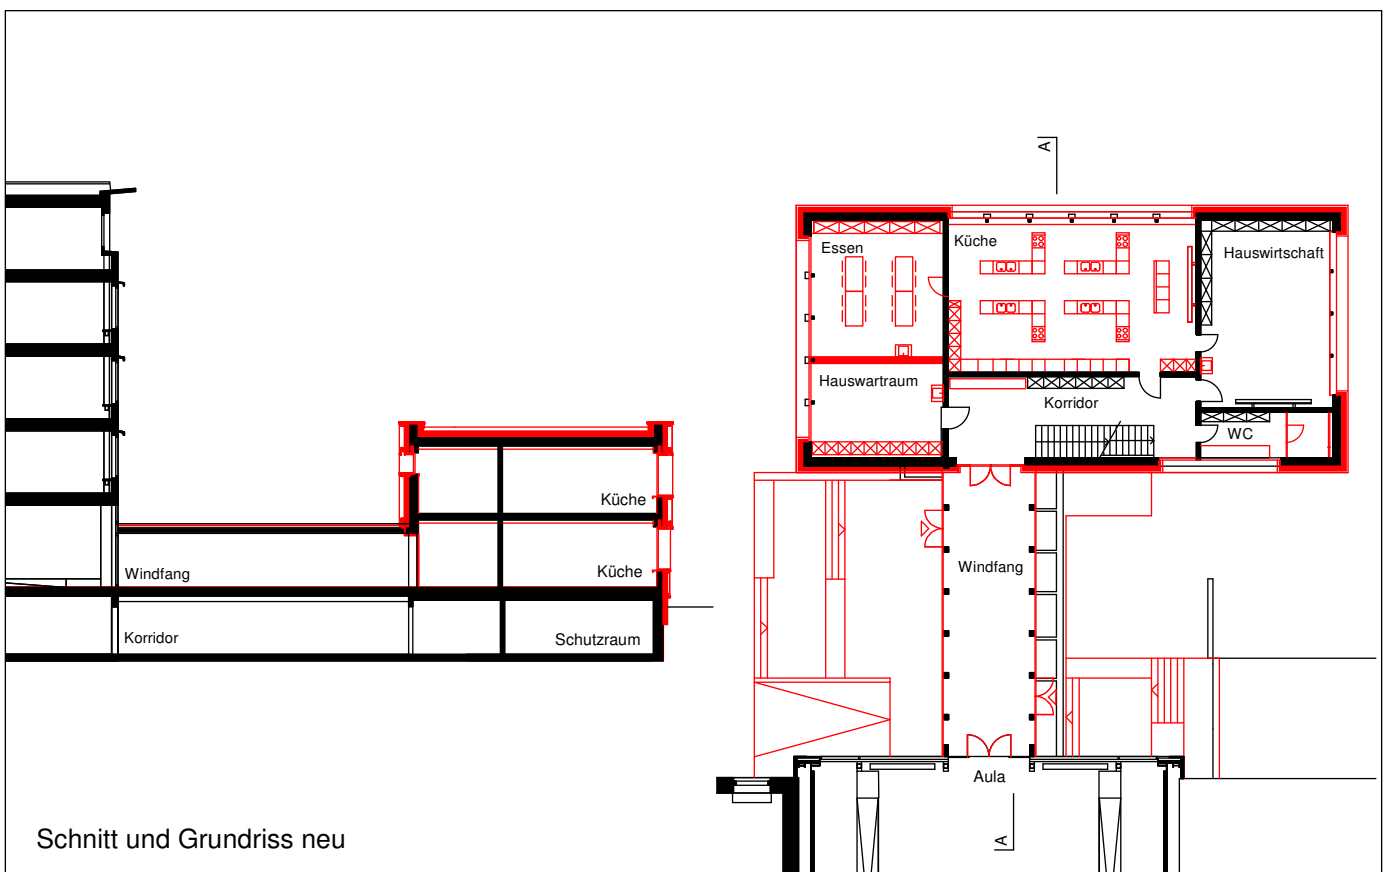 A
Essen
Küche
Hauswirtschaft
Hauswartraum
Korridor
WC
Küche
Windfang
Küche
Windfang
Korridor
Schutzraum
Aula
A
Schnitt und Grundriss neu